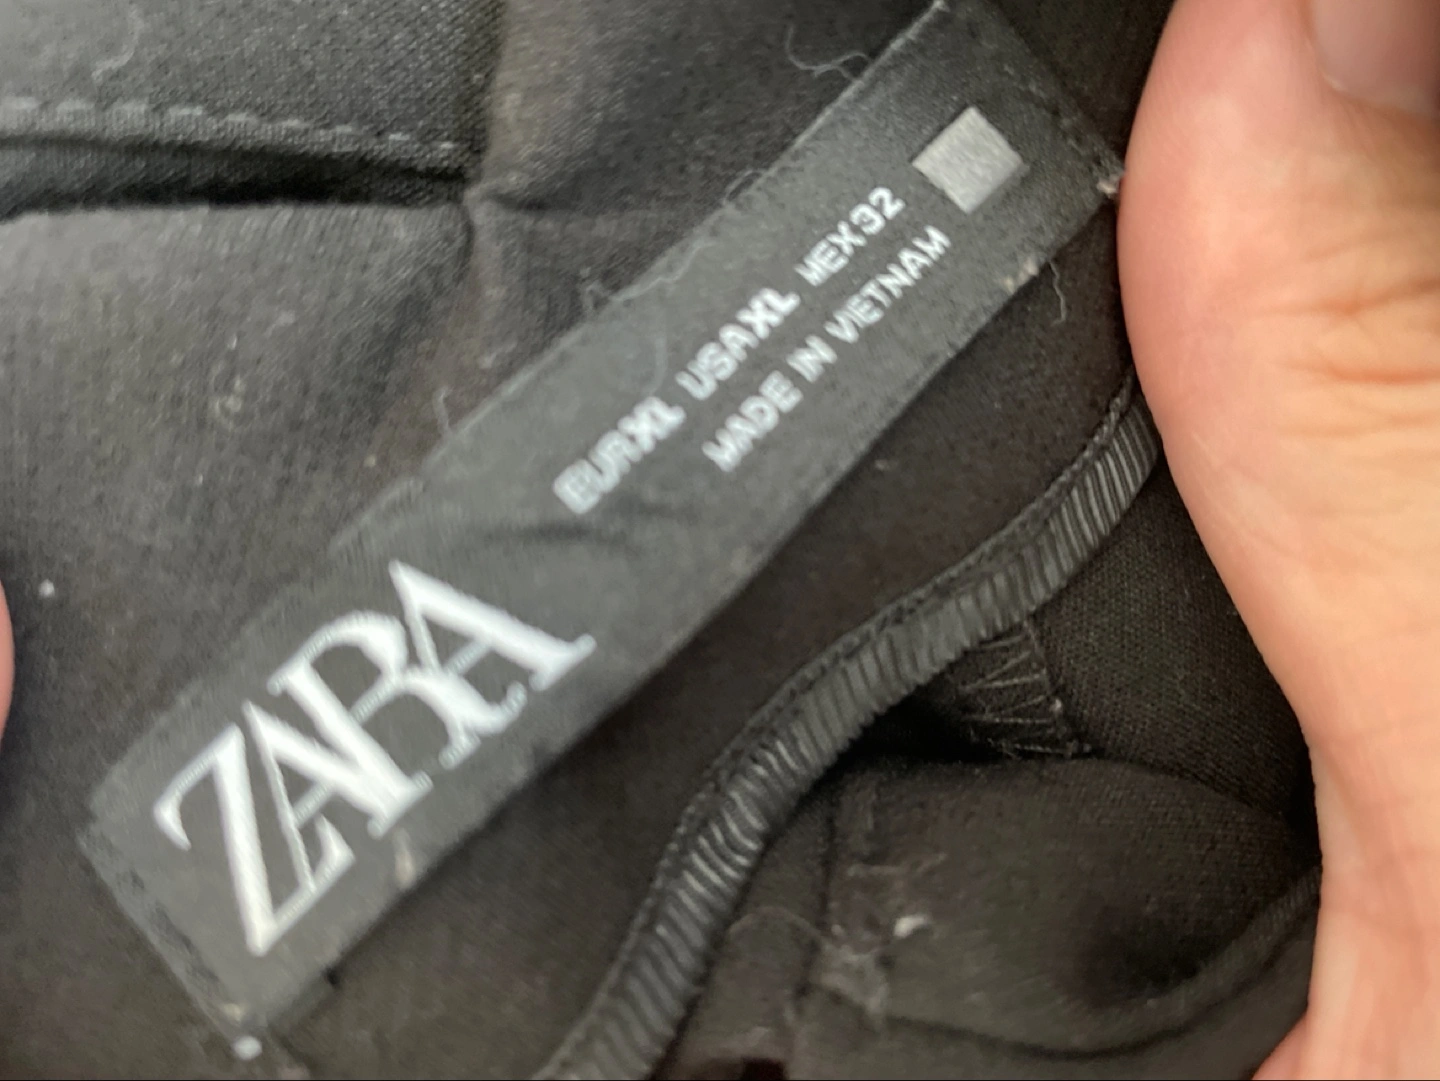 ZARA
EUR XL USA XL MEX 32
MADE IN VIETNAM